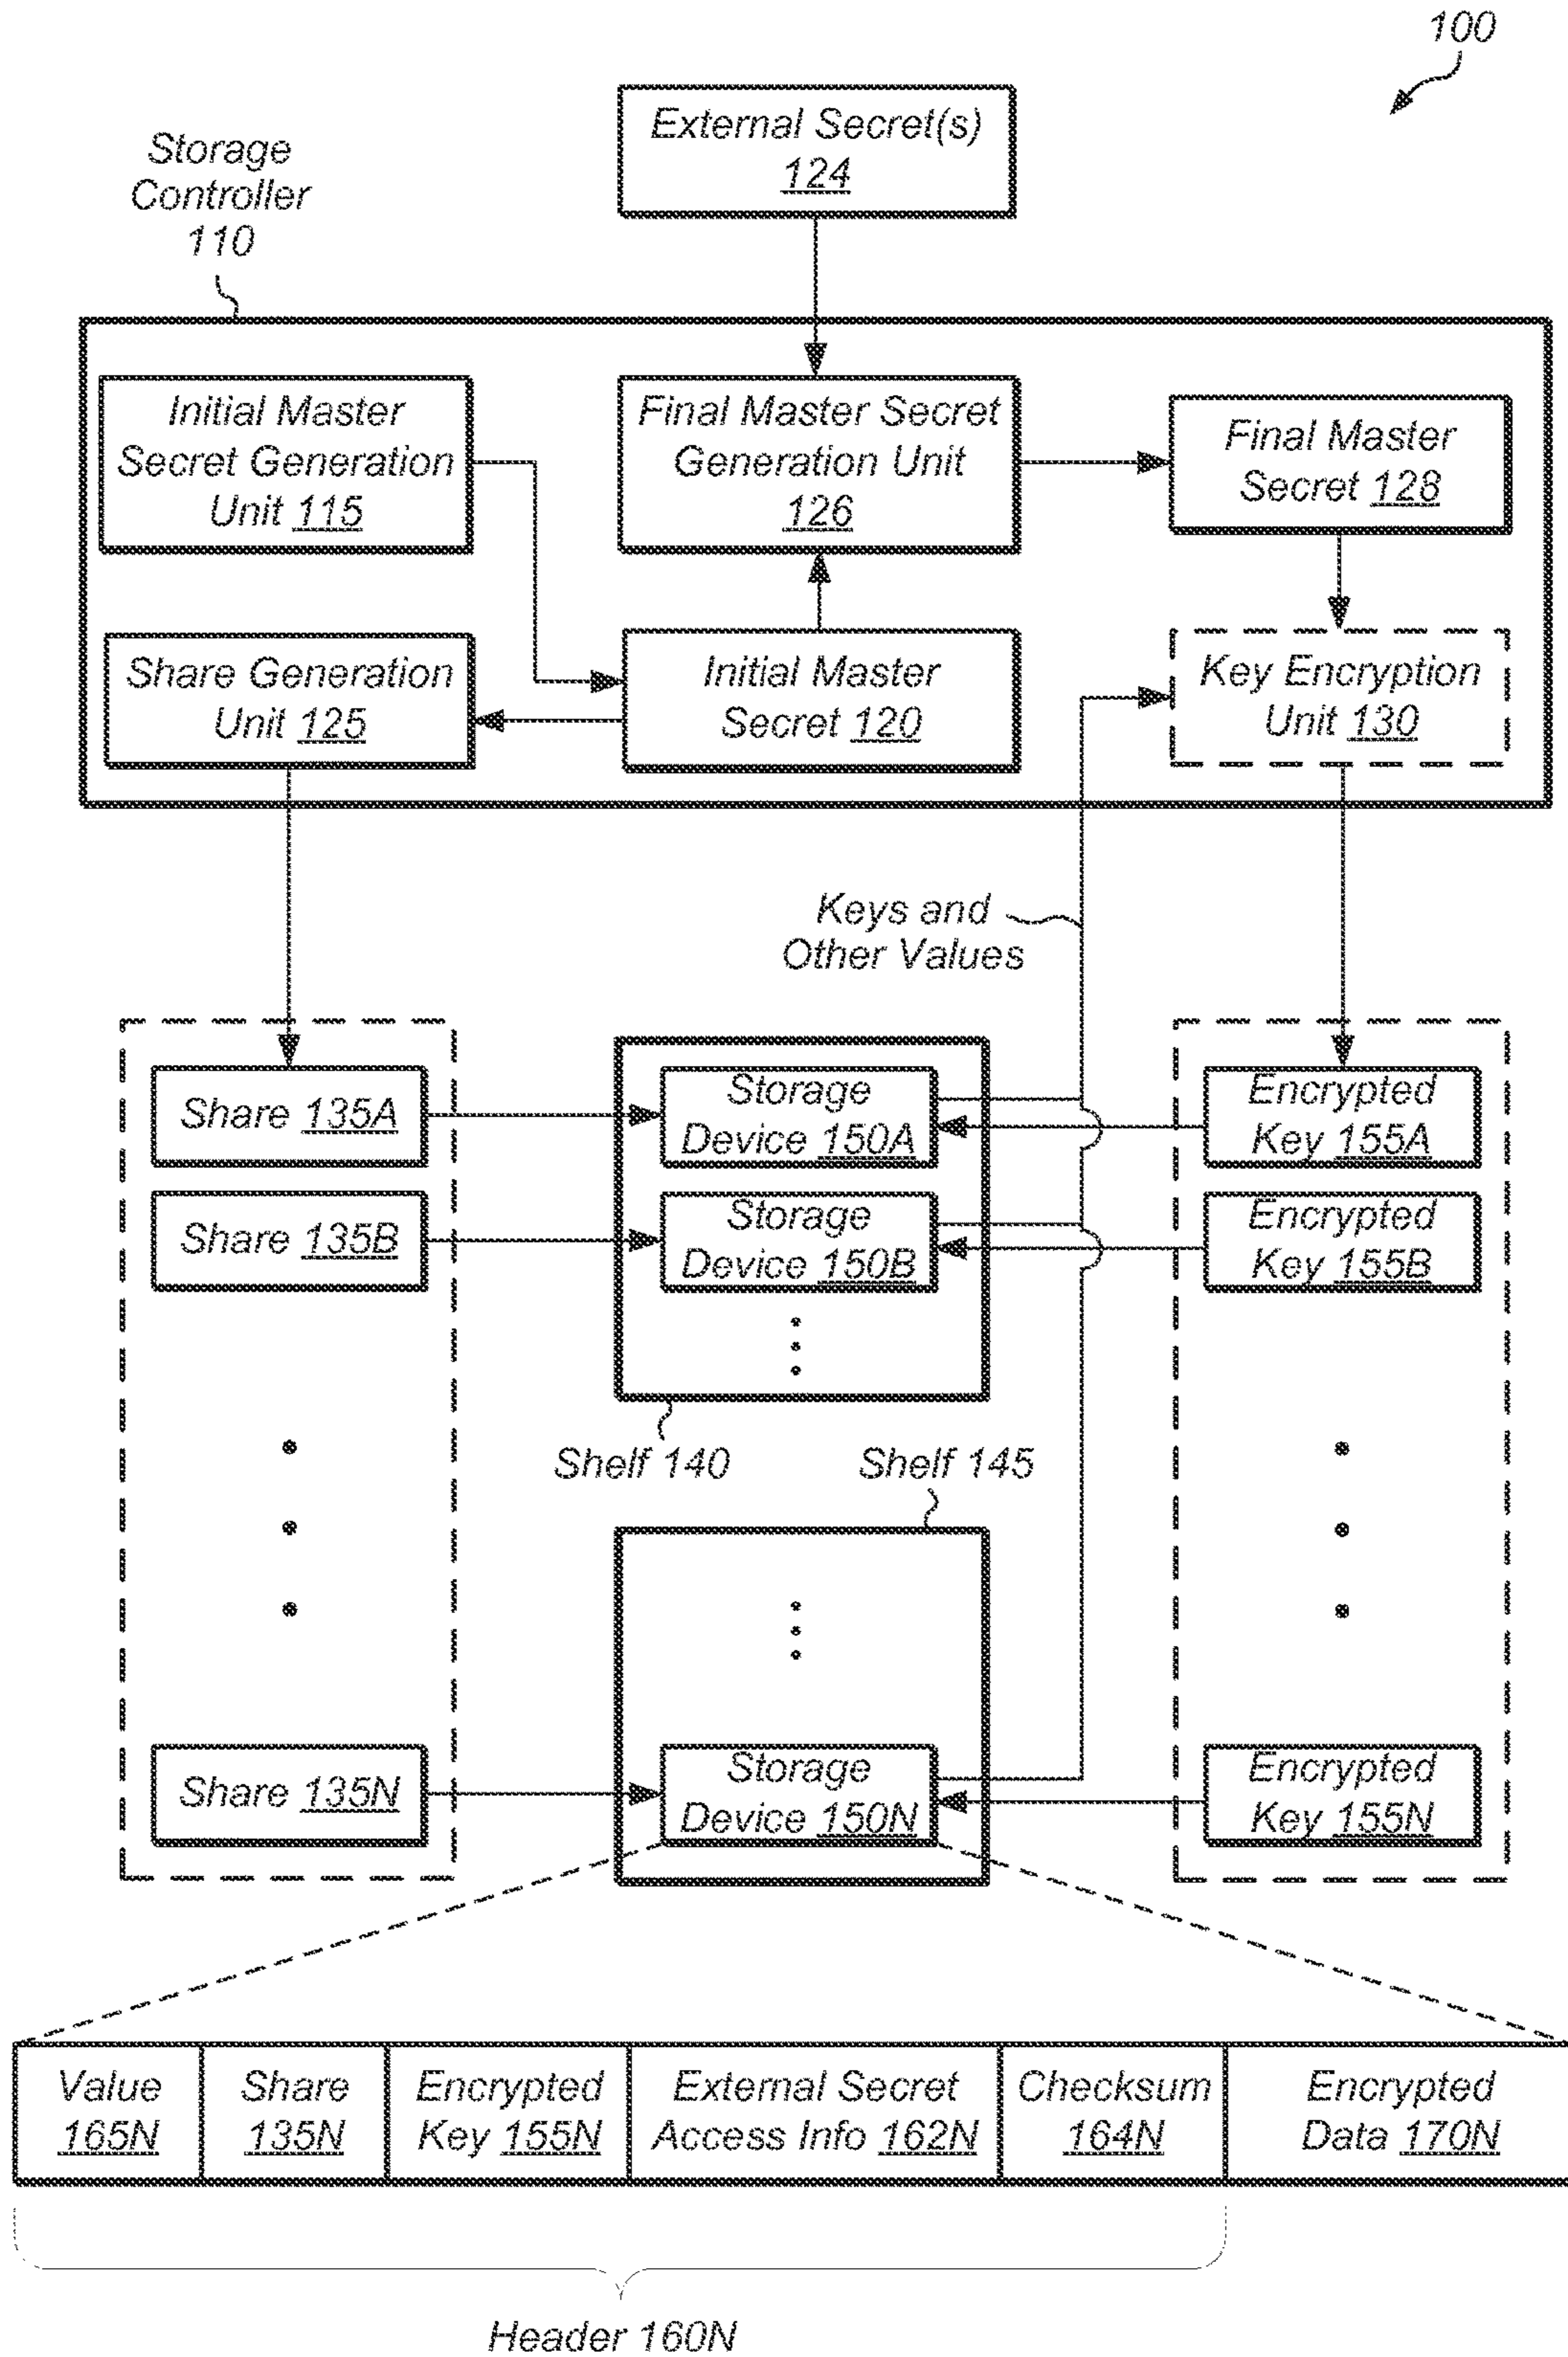 100
External Secret(s)
124
Storage
Controller
110
Initial Master
Secret Generation
Unit 115
Final Master Secret
Generation Unit
126
Final Master
Secret 128
Share Generation
Unit 125
Initial Master
Secret 120
Key Encryption
Unit 130
Keys and
Other Values
Share 135A
Storage
Device 150A
Encrypted
Key 155A
Share 135B
Storage
Device 150B
Encrypted
Key 155B
Shelf 140
Shelf 145
Share 135N
Storage
Device 150N
Encrypted
Key 155N
Value
165N
Share
135N
Encrypted
Key 155N
External Secret
Access Info 162N
Checksum
164N
Encrypted
Data 170N
Header 160N